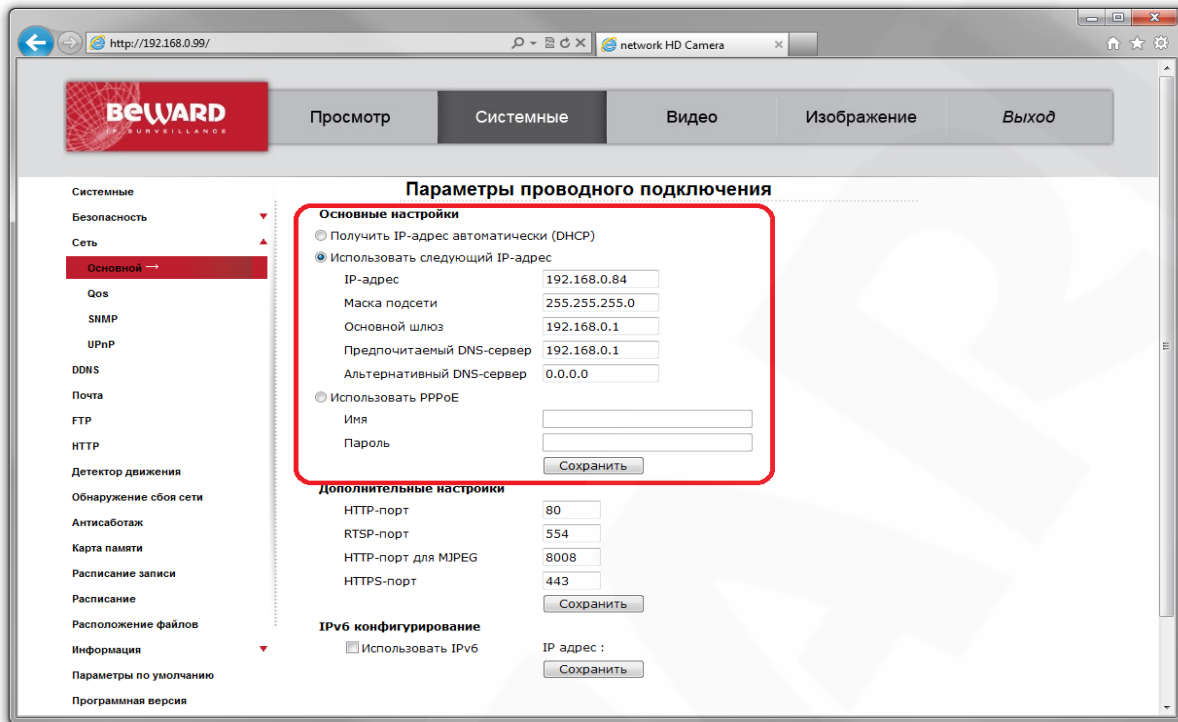 http://192.168.0.99/
network HD Camera
BEWARD
IP SURVEILLANCE
Просмотр
Системные
Видео
Изображение
Выход
Системные
Безопасность
Сеть
Основной →
Qos
SNMP
UPnP
DDNS
Почта
FTP
HTTP
Детектор движения
Обнаружение сбоя сети
Антисаботаж
Карта памяти
Расписание записи
Расписание
Расположение файлов
Информация
Параметры по умолчанию
Программная версия
Параметры проводного подключения
Основные настройки
Получить IP-адрес автоматически (DHCP)
Использовать следующий IP-адрес
IP-адрес 192.168.0.84
Маска подсети 255.255.255.0
Основной шлюз 192.168.0.1
Предпочитаемый DNS-сервер 192.168.0.1
Альтернативный DNS-сервер 0.0.0.0
Использовать PPPoE
Имя
Пароль
Сохранить
Дополнительные настройки
HTTP-порт 80
RTSP-порт 554
HTTP-порт для MJPEG 8008
HTTPS-порт 443
Сохранить
IPv6 конфигурирование
Использовать IPv6 IP адрес :
Сохранить